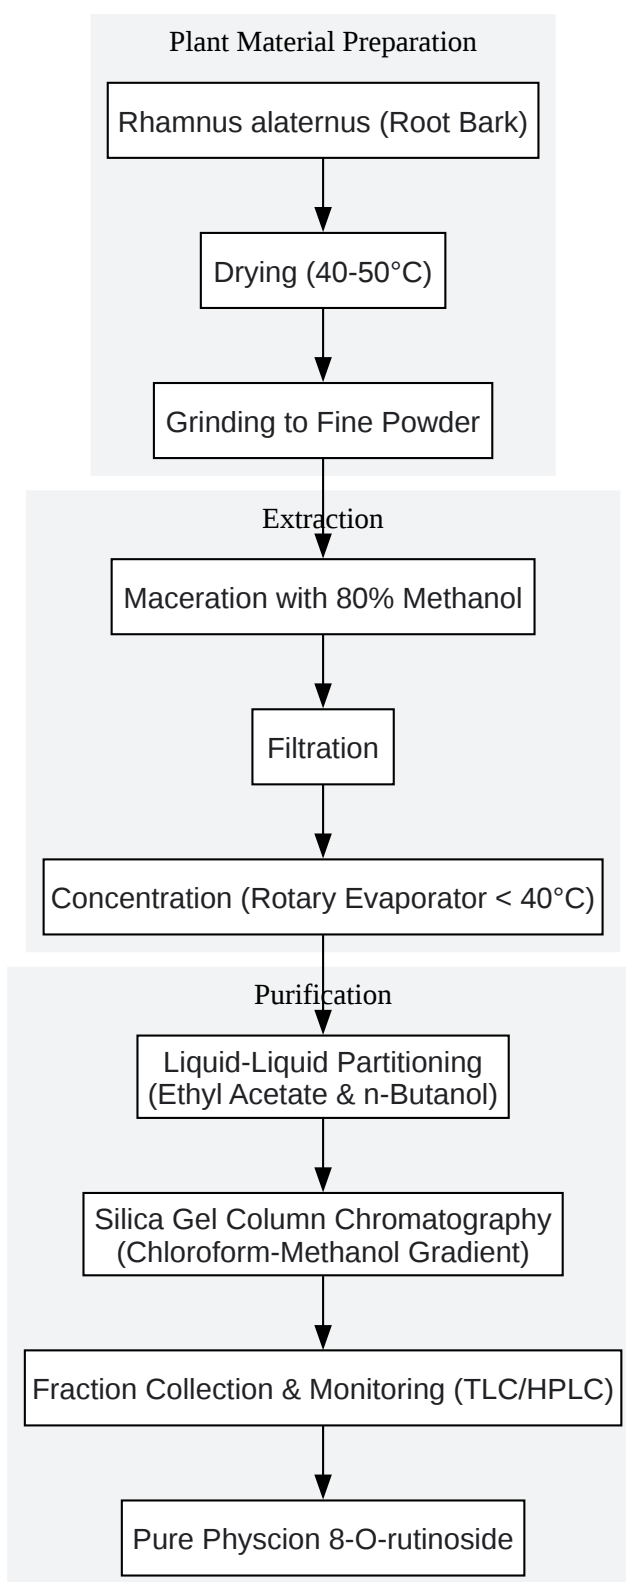 Plant Material Preparation
Rhamnus alaternus (Root Bark)
Drying (40-50°C)
Grinding to Fine Powder
Extraction
Maceration with 80% Methanol
Filtration
Concentration (Rotary Evaporator < 40°C)
Purification
Liquid-Liquid Partitioning
(Ethyl Acetate & n-Butanol)
Silica Gel Column Chromatography
(Chloroform-Methanol Gradient)
Fraction Collection & Monitoring (TLC/HPLC)
Pure Physcion 8-O-rutinoside